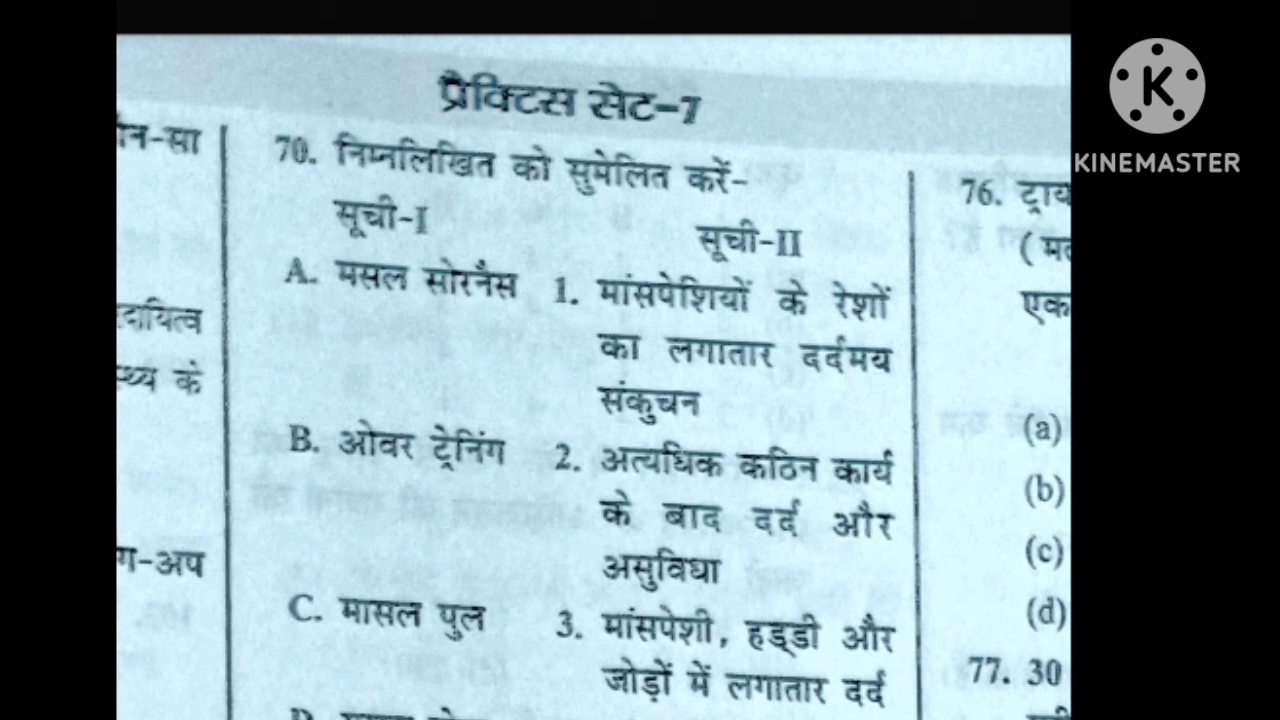 प्रैक्टिस सेट-7
70. निम्नलिखित को सुमेलित करें-
सूची-I
सूची-II
A. मसल सोरनैस
1. मांसपेशियों के रेशों
का लगातार दर्दमय
संकुचन
B. ओवर ट्रेनिंग
2. अत्यधिक कठिन कार्य
के बाद दर्द और
असुविधा
C. मासल पुल
3. मांसपेशी, हड्डी और
जोड़ों में लगातार दर्द
76.
एक
(a)
(b)
(c)
(d)
77. 30
K
KINEMASTER